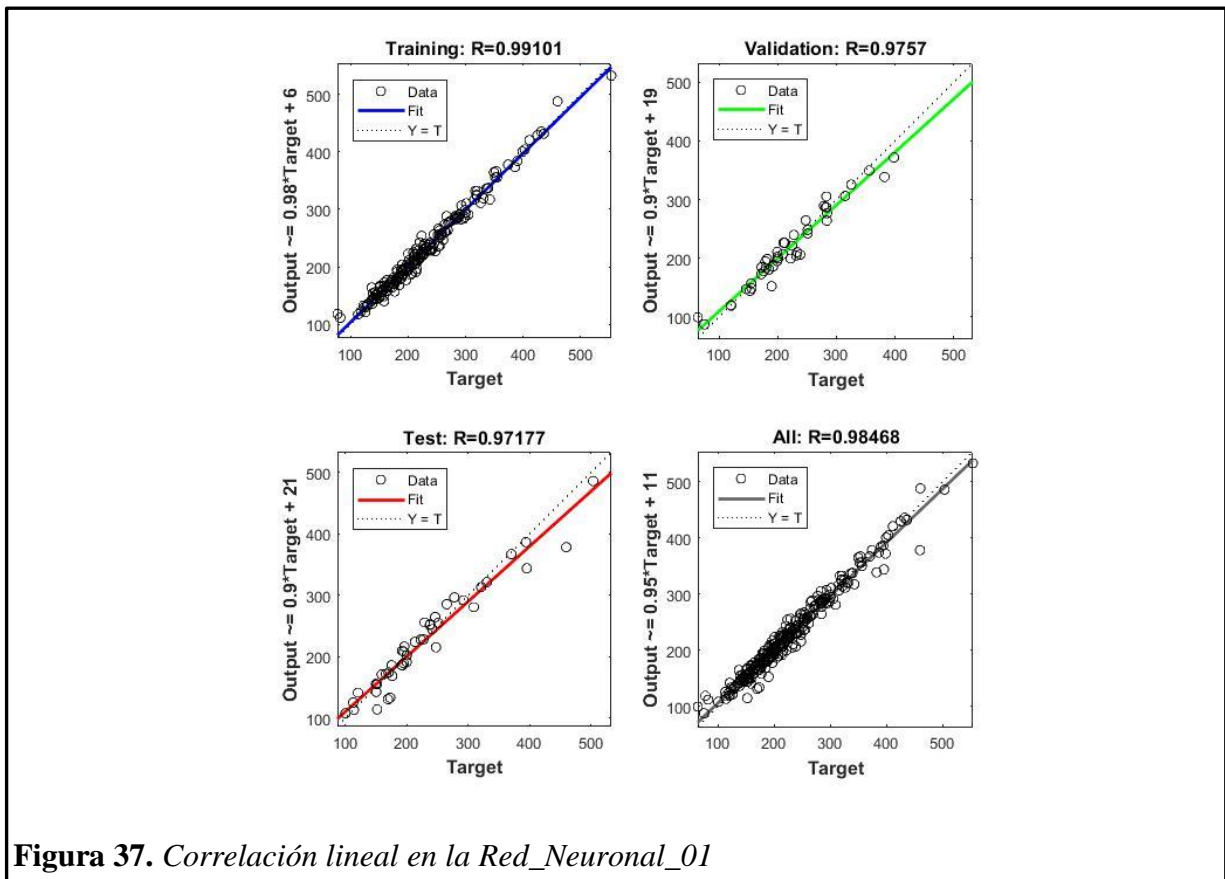 Training: R=0.99101
Output ~= 0.98*Target + 6
500
400
300
200
100
Data
Fit
Y = T
100 200 300 400 500
Target
Validation: R=0.9757
Output ~= 0.9*Target + 19
500
400
300
200
100
Data
Fit
Y = T
100 200 300 400 500
Target
Test: R=0.97177
Output ~= 0.9*Target + 21
500
400
300
200
100
Data
Fit
Y = T
100 200 300 400 500
Target
All: R=0.98468
Output ~= 0.95*Target + 11
500
400
300
200
100
Data
Fit
Y = T
100 200 300 400 500
Target
Figura 37. Correlación lineal en la Red_Neuronal_01